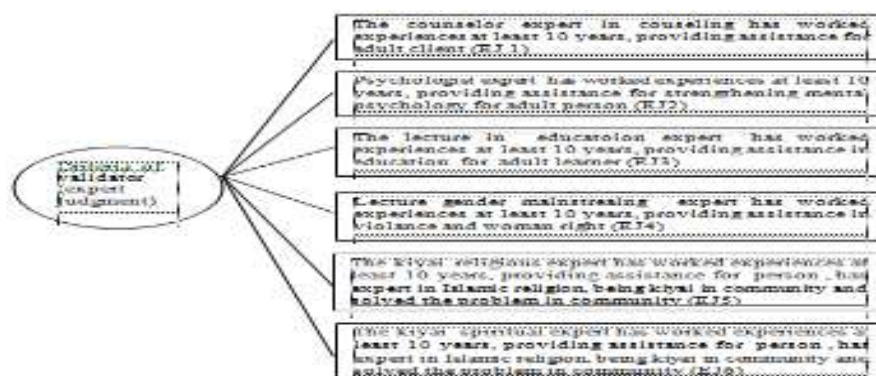 Criteria of
validator
(expert
judgment)
The counselor expert in couseling has worked
experiences at least 10 years, providing assistance for
adult client (EJ 1)
Psychologist expert has worked experiences at least 10
years, providing assistance for strengthening mental
psychology for adult person (EJ2)
The lecture in educatoion expert has worked
experiences at least 10 years, providing assistance in
education for adult learner (EJ3)
Lecture gender mainstreaing expert has worked
experiences at least 10 years, providing assistance in
violance and woman right (EJ4)
The kiyai religious expert has worked experiences at
least 10 years, providing assistance for person , has
expert in Islamic religion, being kiyai in community and
solved the problem in community (EJ5)
The kiyai spiritual expert has worked experiences a
least 10 years, providing assistance for person , has
expert in Islamic religion, being kiyai in community and
solved the problem in community (EJ6)